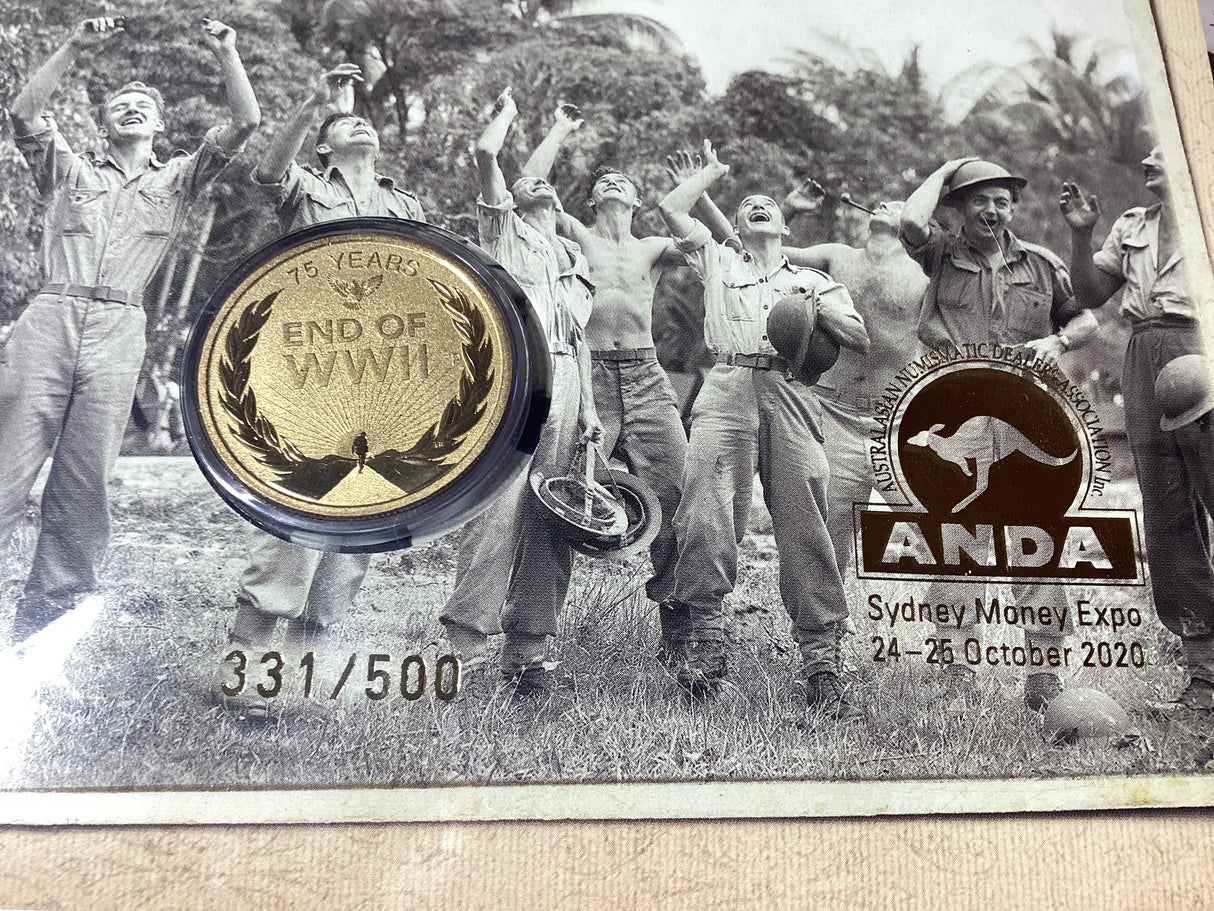 75 YEARS
END OF
WWII
AUSTRALASIAN NUMISMATIC DEALERS ASSOCIATION Inc
ANDA
Sydney Money Expo
24–25 October 2020
331/500